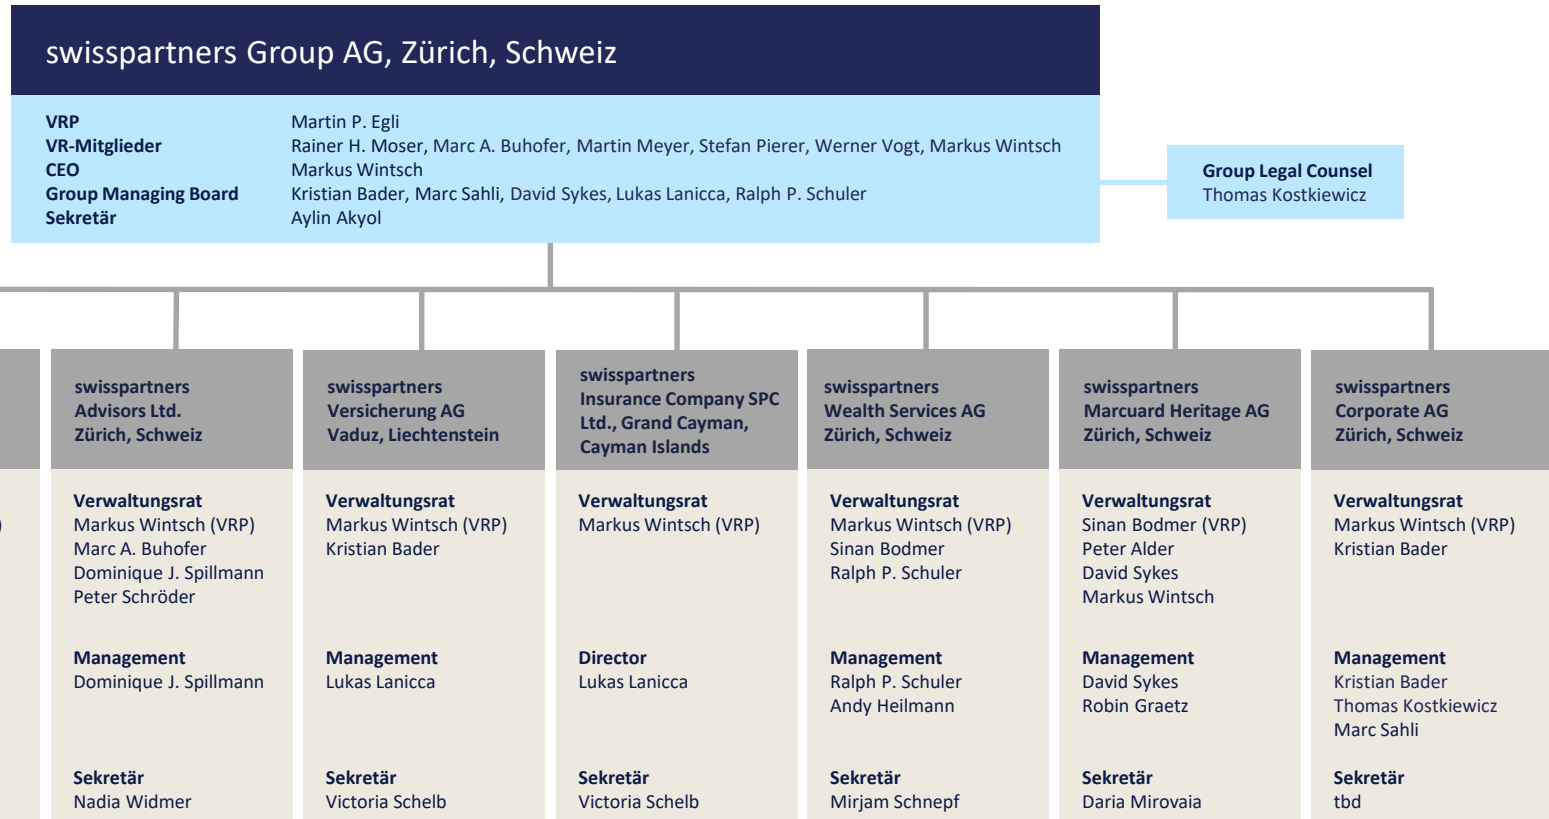 swisspartners Group AG, Zürich, Schweiz
VRP Martin P. Egli
VR-Mitglieder Rainer H. Moser, Marc A. Buhofer, Martin Meyer, Stefan Pierer, Werner Vogt, Markus Wintsch
CEO Markus Wintsch
Group Managing Board Kristian Bader, Marc Sahli, David Sykes, Lukas Lanicca, Ralph P. Schuler
Sekretär Aylin Akyol
Group Legal Counsel
Thomas Kostkiewicz
)
swisspartners
Advisors Ltd.
Zürich, Schweiz
Verwaltungsrat
Markus Wintsch (VRP)
Marc A. Buhofer
Dominique J. Spillmann
Peter Schröder
Management
Dominique J. Spillmann
Sekretär
Nadia Widmer
swisspartners
Versicherung AG
Vaduz, Liechtenstein
Verwaltungsrat
Markus Wintsch (VRP)
Kristian Bader
Management
Lukas Lanicca
Sekretär
Victoria Schelb
swisspartners
Insurance Company SPC
Ltd., Grand Cayman,
Cayman Islands
Verwaltungsrat
Markus Wintsch (VRP)
Director
Lukas Lanicca
Sekretär
Victoria Schelb
swisspartners
Wealth Services AG
Zürich, Schweiz
Verwaltungsrat
Markus Wintsch (VRP)
Sinan Bodmer
Ralph P. Schuler
Management
Ralph P. Schuler
Andy Heilmann
Sekretär
Mirjam Schnepf
swisspartners
Marcuard Heritage AG
Zürich, Schweiz
Verwaltungsrat
Sinan Bodmer (VRP)
Peter Alder
David Sykes
Markus Wintsch
Management
David Sykes
Robin Graetz
Sekretär
Daria Mirovaia
swisspartners
Corporate AG
Zürich, Schweiz
Verwaltungsrat
Markus Wintsch (VRP)
Kristian Bader
Management
Kristian Bader
Thomas Kostkiewicz
Marc Sahli
Sekretär
tbd